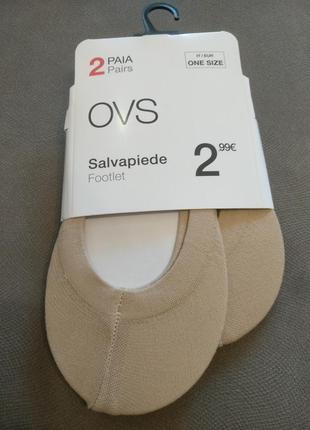 2 PAIA
Pairs
IT / EUR
ONE SIZE
OVS
Salvapiede
Footlet
2 99€